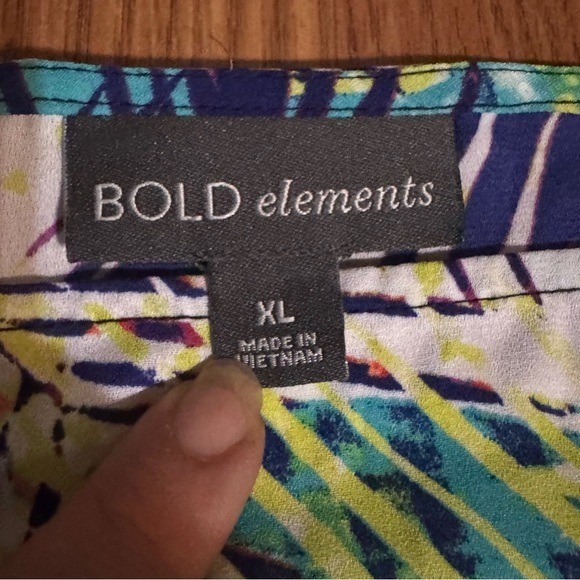 BOLD elements
XL
MADE IN
VIETNAM